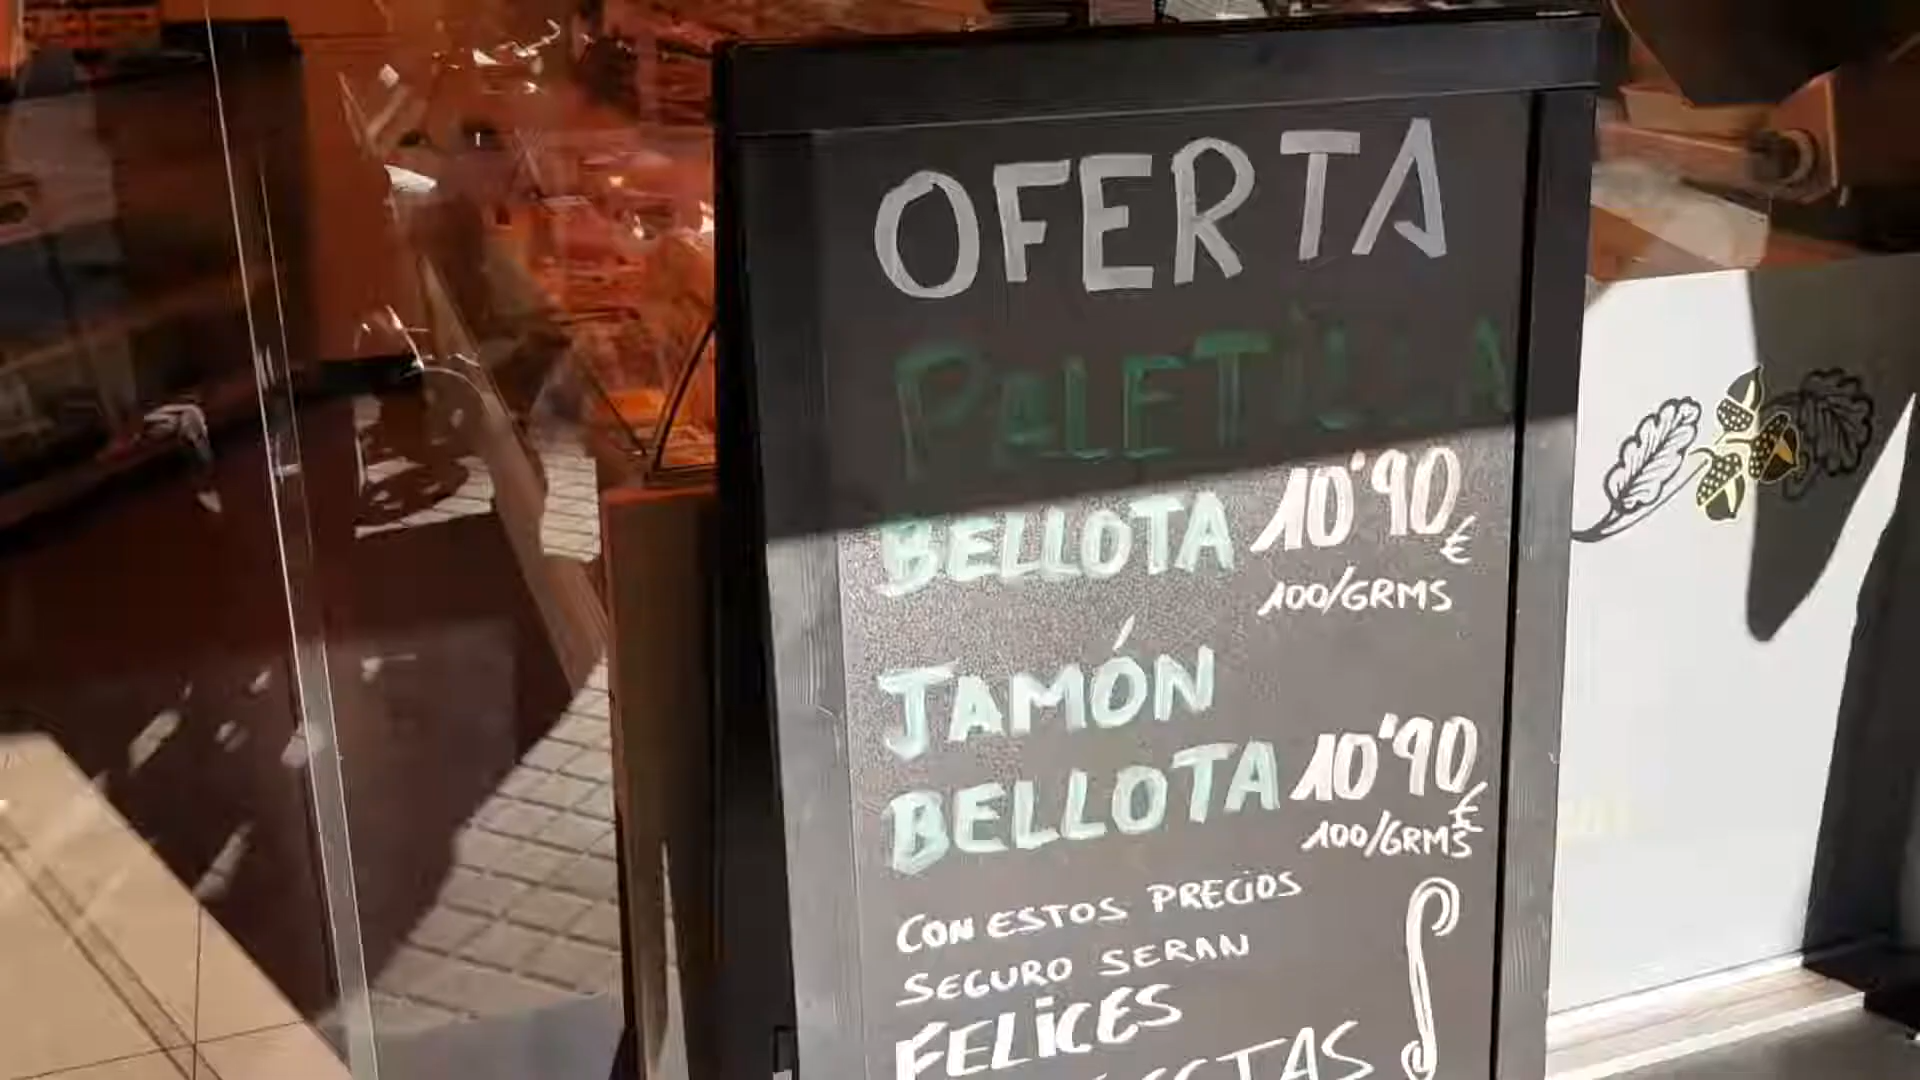 OFERTA
PALETILLA
BELLOTA 10'90 €
100/GRMS
JAMÓN
BELLOTA 10'90 €
100/GRMS
CON ESTOS PRECIOS
SEGURO SERAN
FELICES